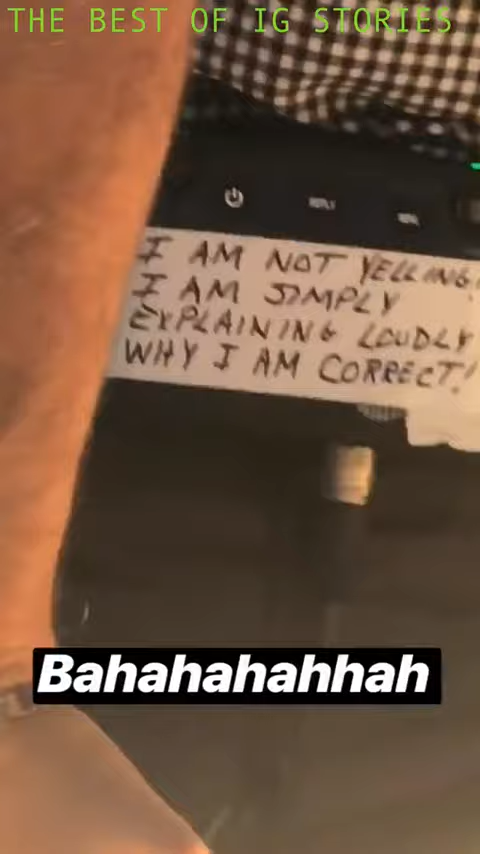 THE BEST OF IG STORIES
I AM NOT YELLING!
I AM SIMPLY
EXPLAINING LOUDLY
WHY I AM CORRECT!
Bahahahahhah